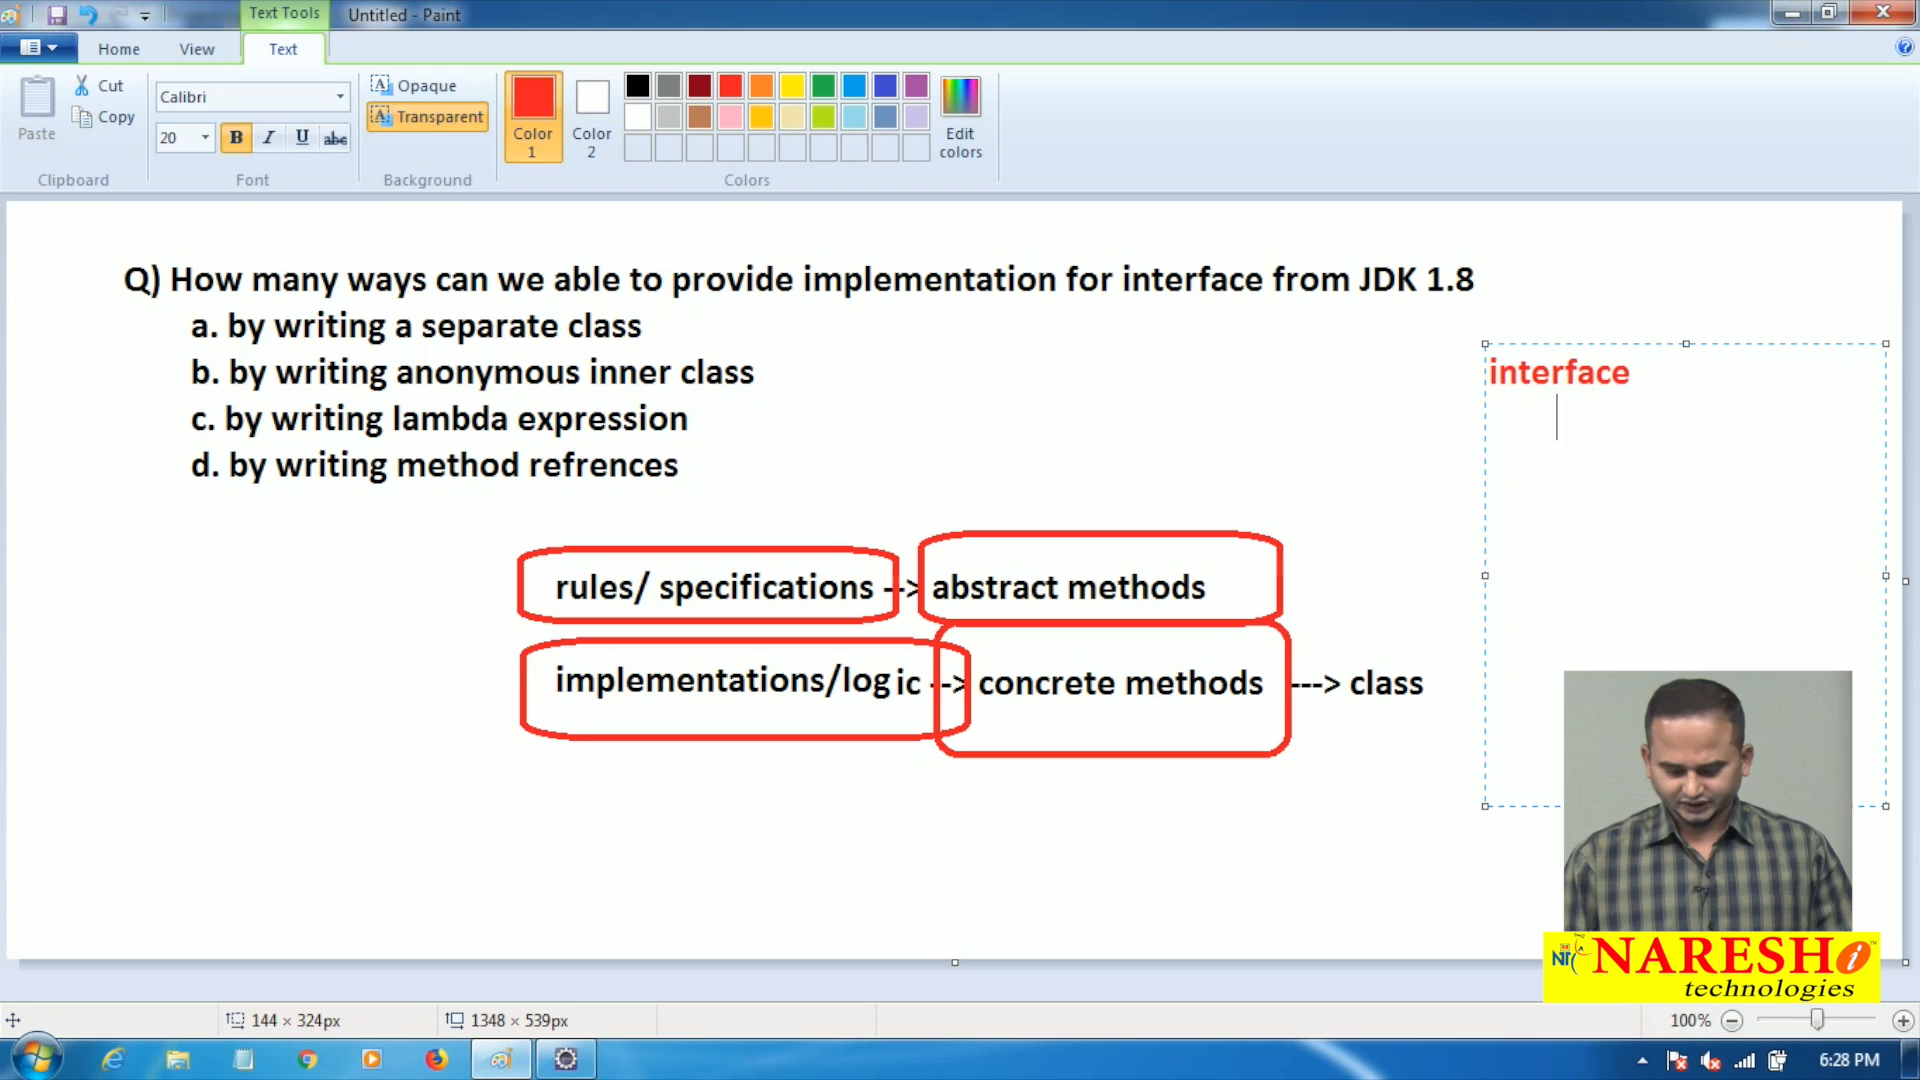 Text Tools
Untitled - Paint
Home
View
Text
Paste
Cut
Copy
Clipboard
Calibri
20
B I U abc
Font
Opaque
Transparent
Background
Color 1
Color 2
Edit colors
Colors
Q) How many ways can we able to provide implementation for interface from JDK 1.8
a. by writing a separate class
b. by writing anonymous inner class
c. by writing lambda expression
d. by writing method refrences
interface
rules/ specifications --> abstract methods
implementations/logic --> concrete methods ---> class
NARESH i
technologies
144 × 324px
1348 × 539px
100%
6:28 PM